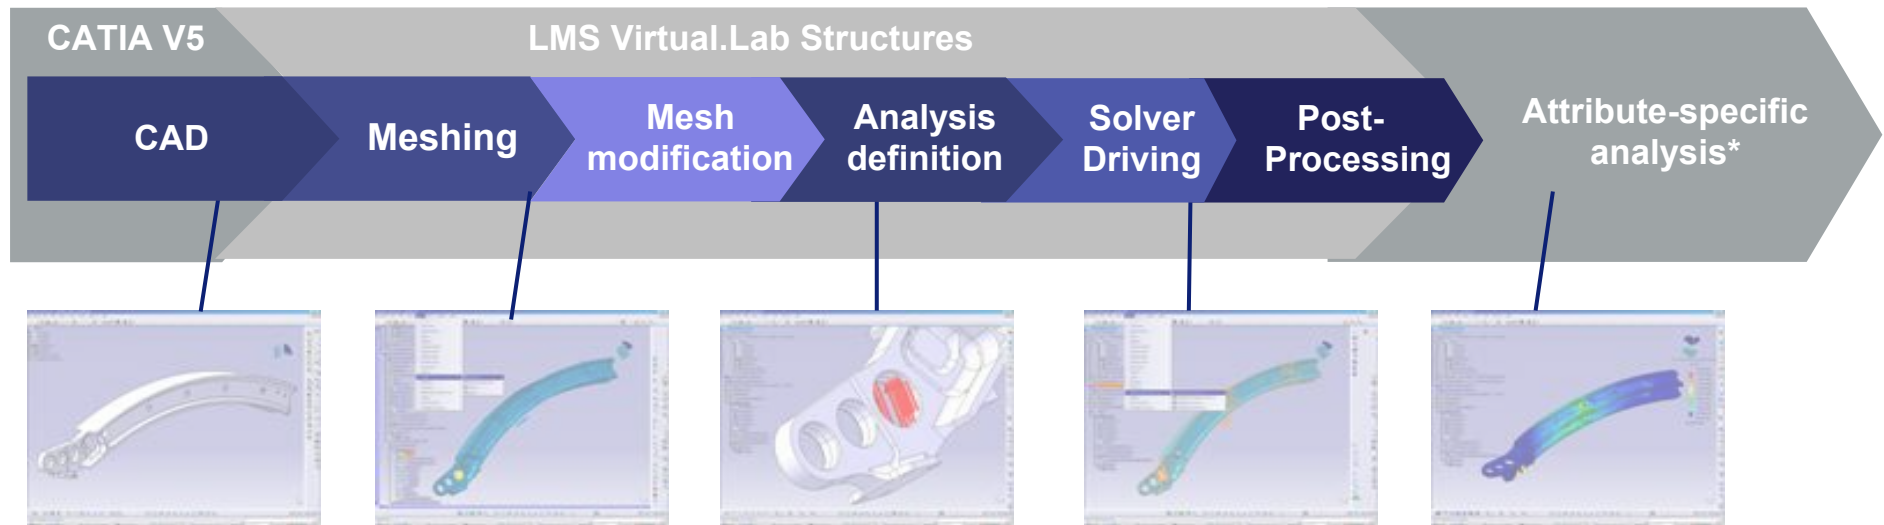 CATIA V5
LMS Virtual.Lab Structures
CAD
Meshing
Mesh
modification
Analysis
definition
Solver
Driving
Post-
Processing
Attribute-specific
analysis*